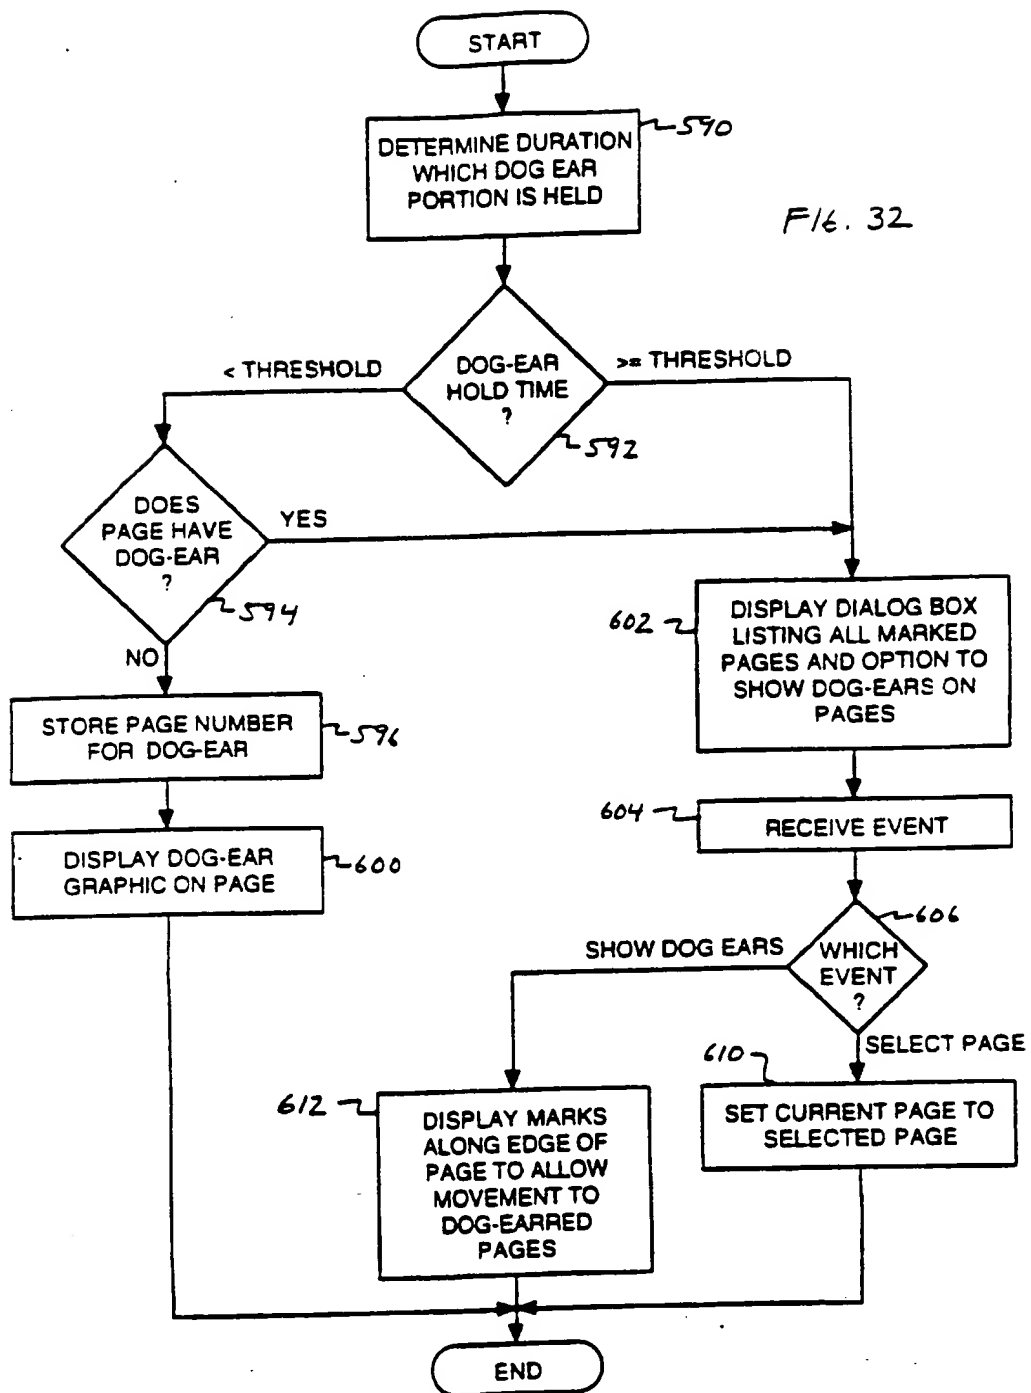 START
DETERMINE DURATION
WHICH DOG EAR
PORTION IS HELD
590
FIG. 32
DOG-EAR
HOLD TIME
?
592
< THRESHOLD
>= THRESHOLD
DOES
PAGE HAVE
DOG-EAR
?
594
YES
NO
STORE PAGE NUMBER
FOR DOG-EAR
596
DISPLAY DOG-EAR
GRAPHIC ON PAGE
600
602
DISPLAY DIALOG BOX
LISTING ALL MARKED
PAGES AND OPTION TO
SHOW DOG-EARS ON
PAGES
604
RECEIVE EVENT
606
WHICH
EVENT
?
SHOW DOG EARS
SELECT PAGE
610
SET CURRENT PAGE TO
SELECTED PAGE
612
DISPLAY MARKS
ALONG EDGE OF
PAGE TO ALLOW
MOVEMENT TO
DOG-EARRED
PAGES
END